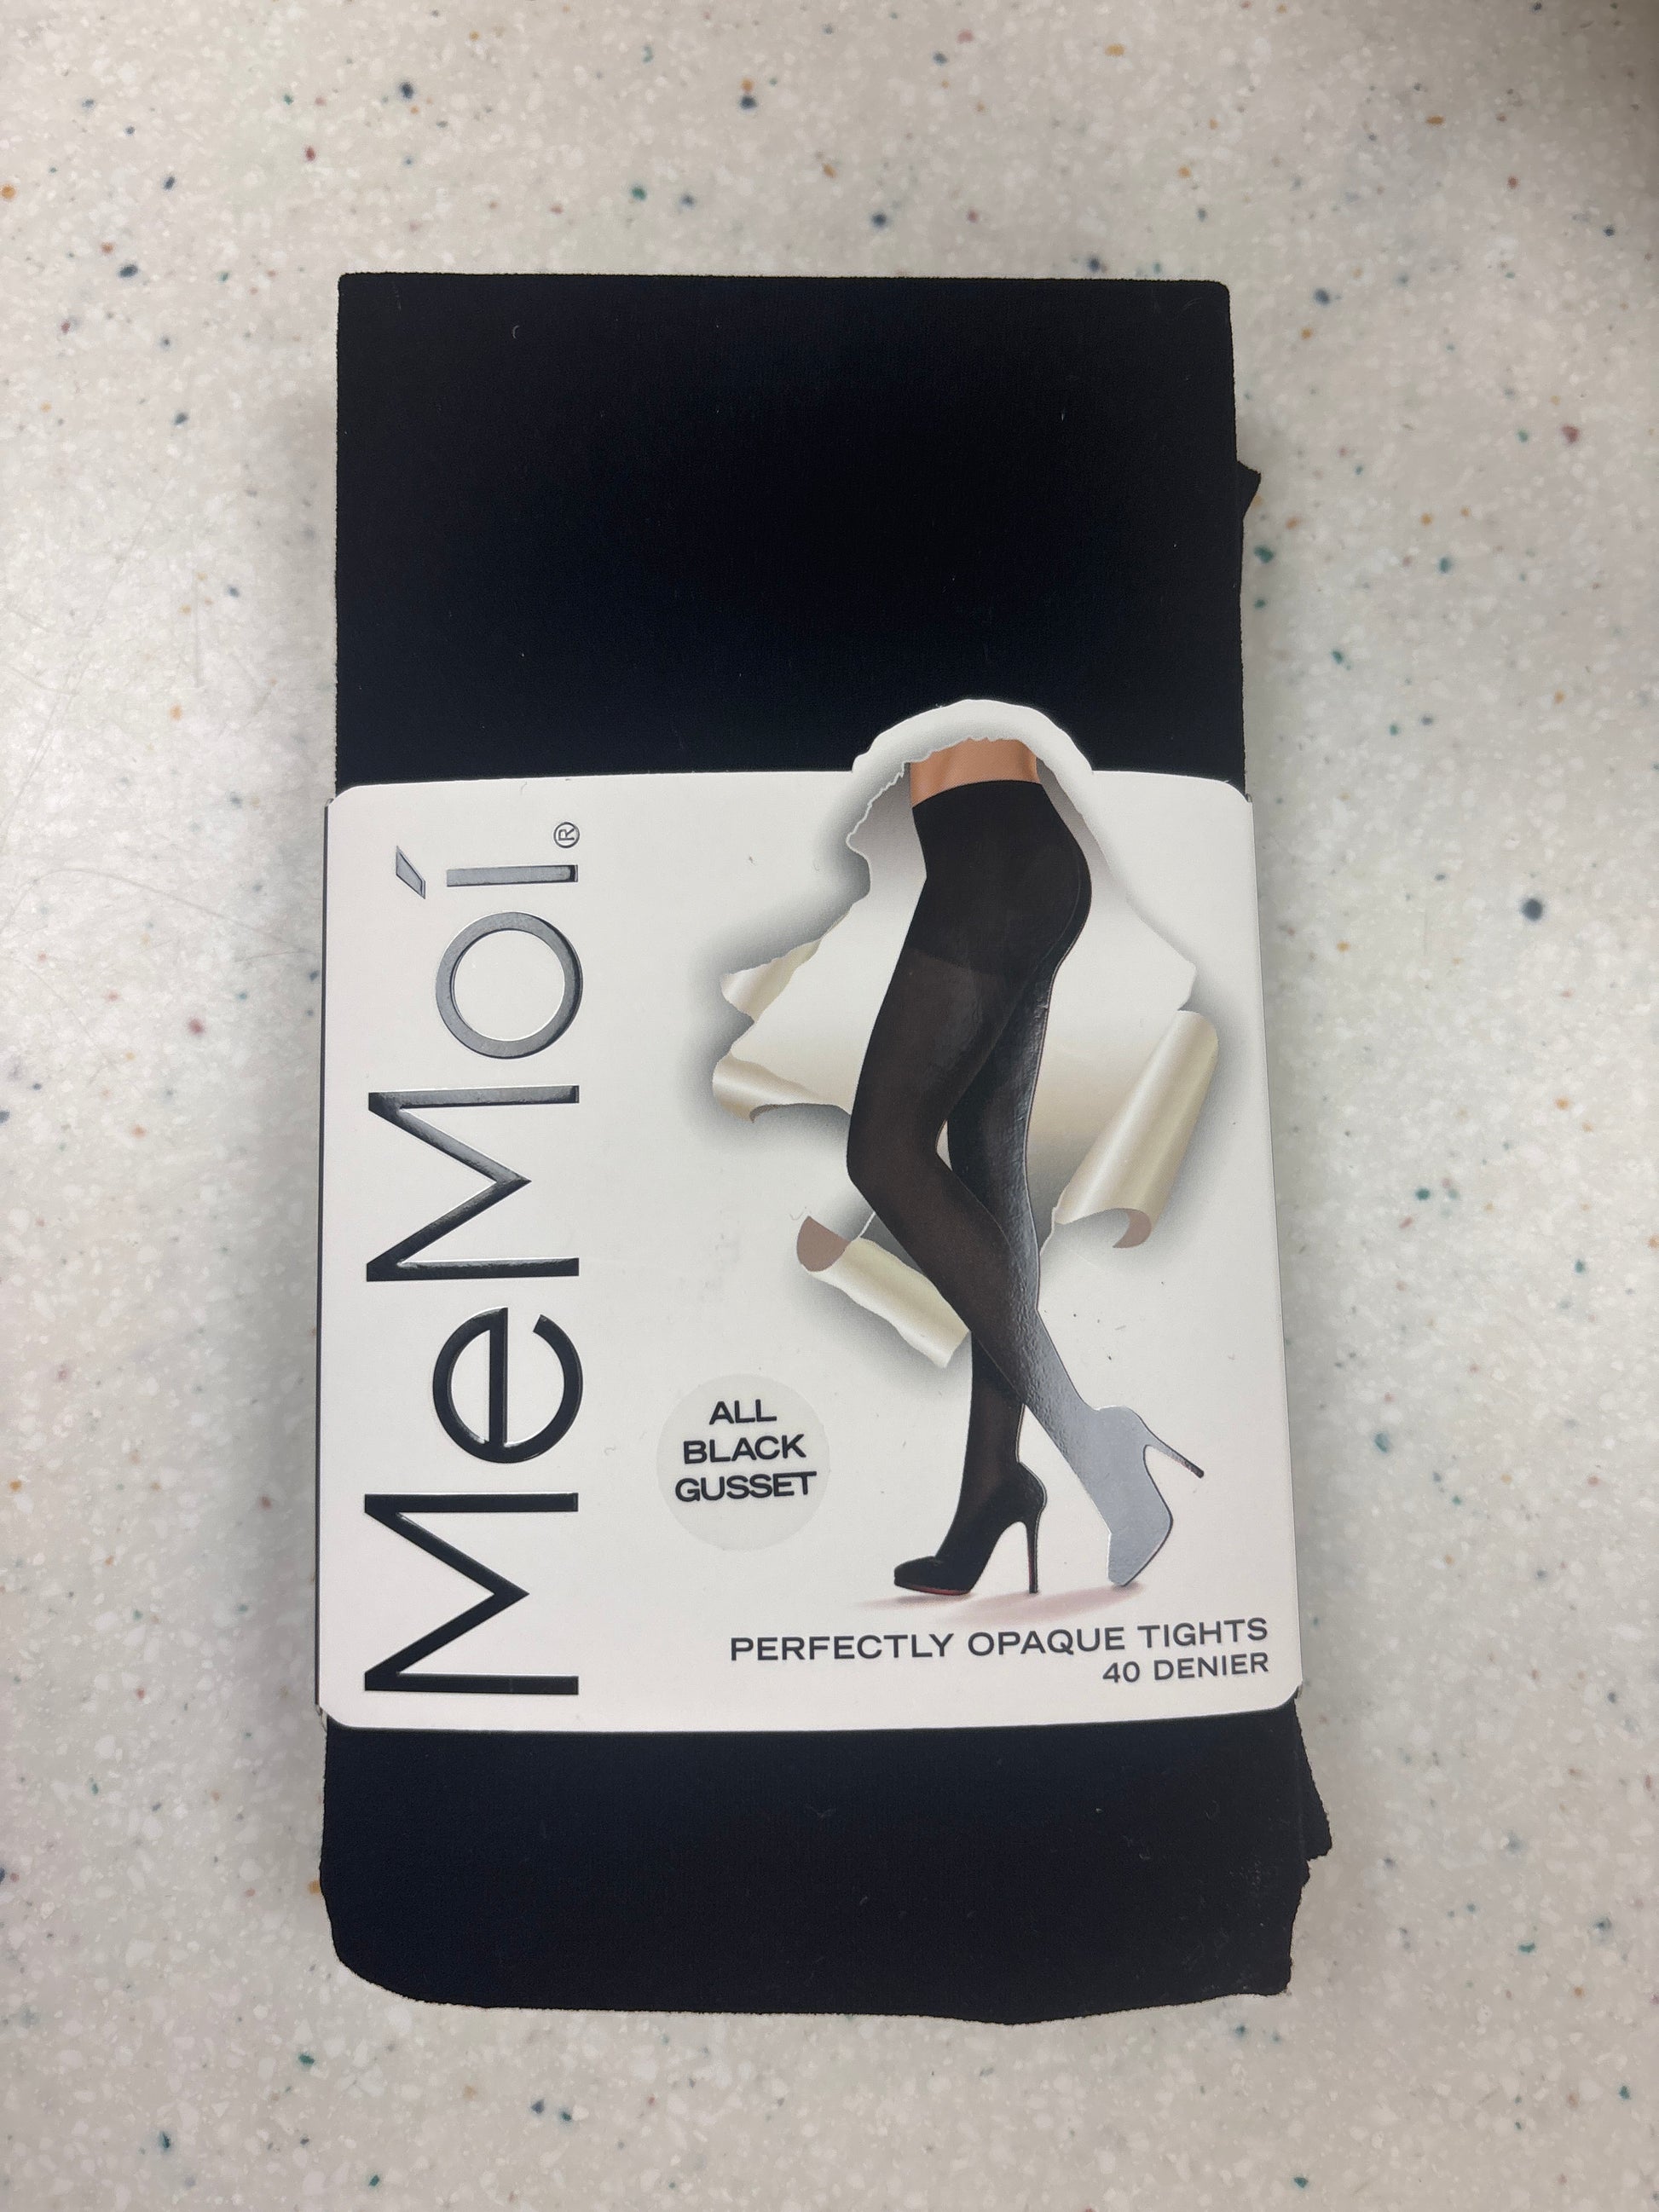 MeMoí®
ALL
BLACK
GUSSET
PERFECTLY OPAQUE TIGHTS
40 DENIER